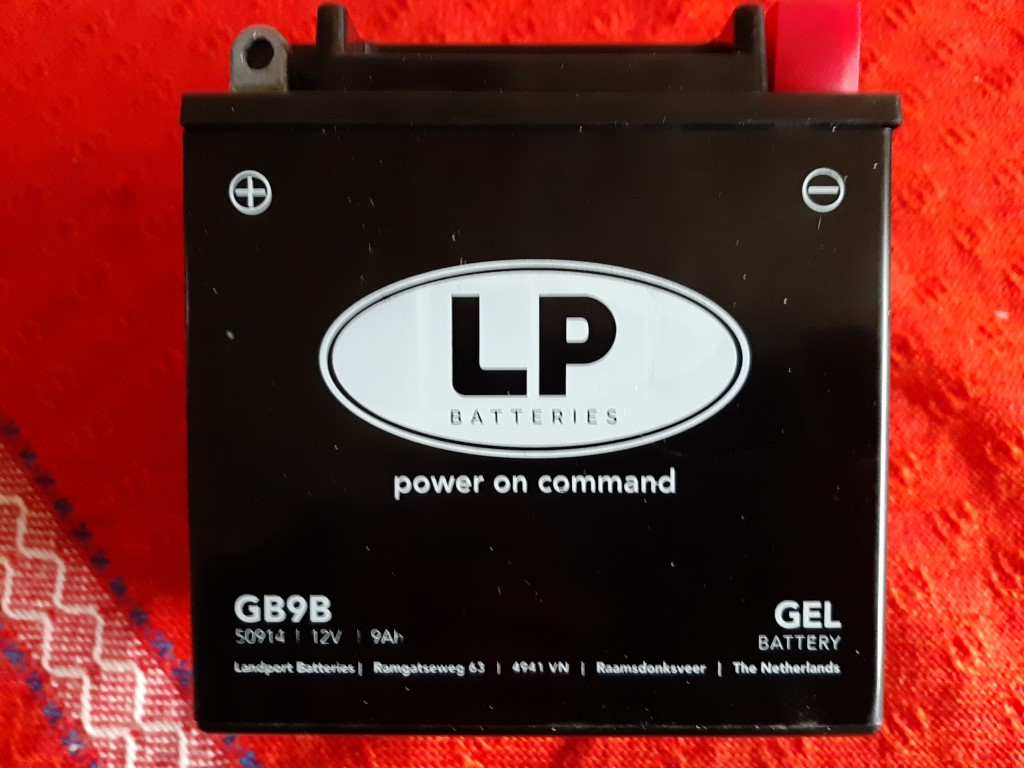 LP
BATTERIES
power on command
GB9B
50914 | 12V | 9Ah
GEL
BATTERY
Landport Batteries | Ramgatseweg 63 | 4941 VN | Raamsdonksveer | The Netherlands